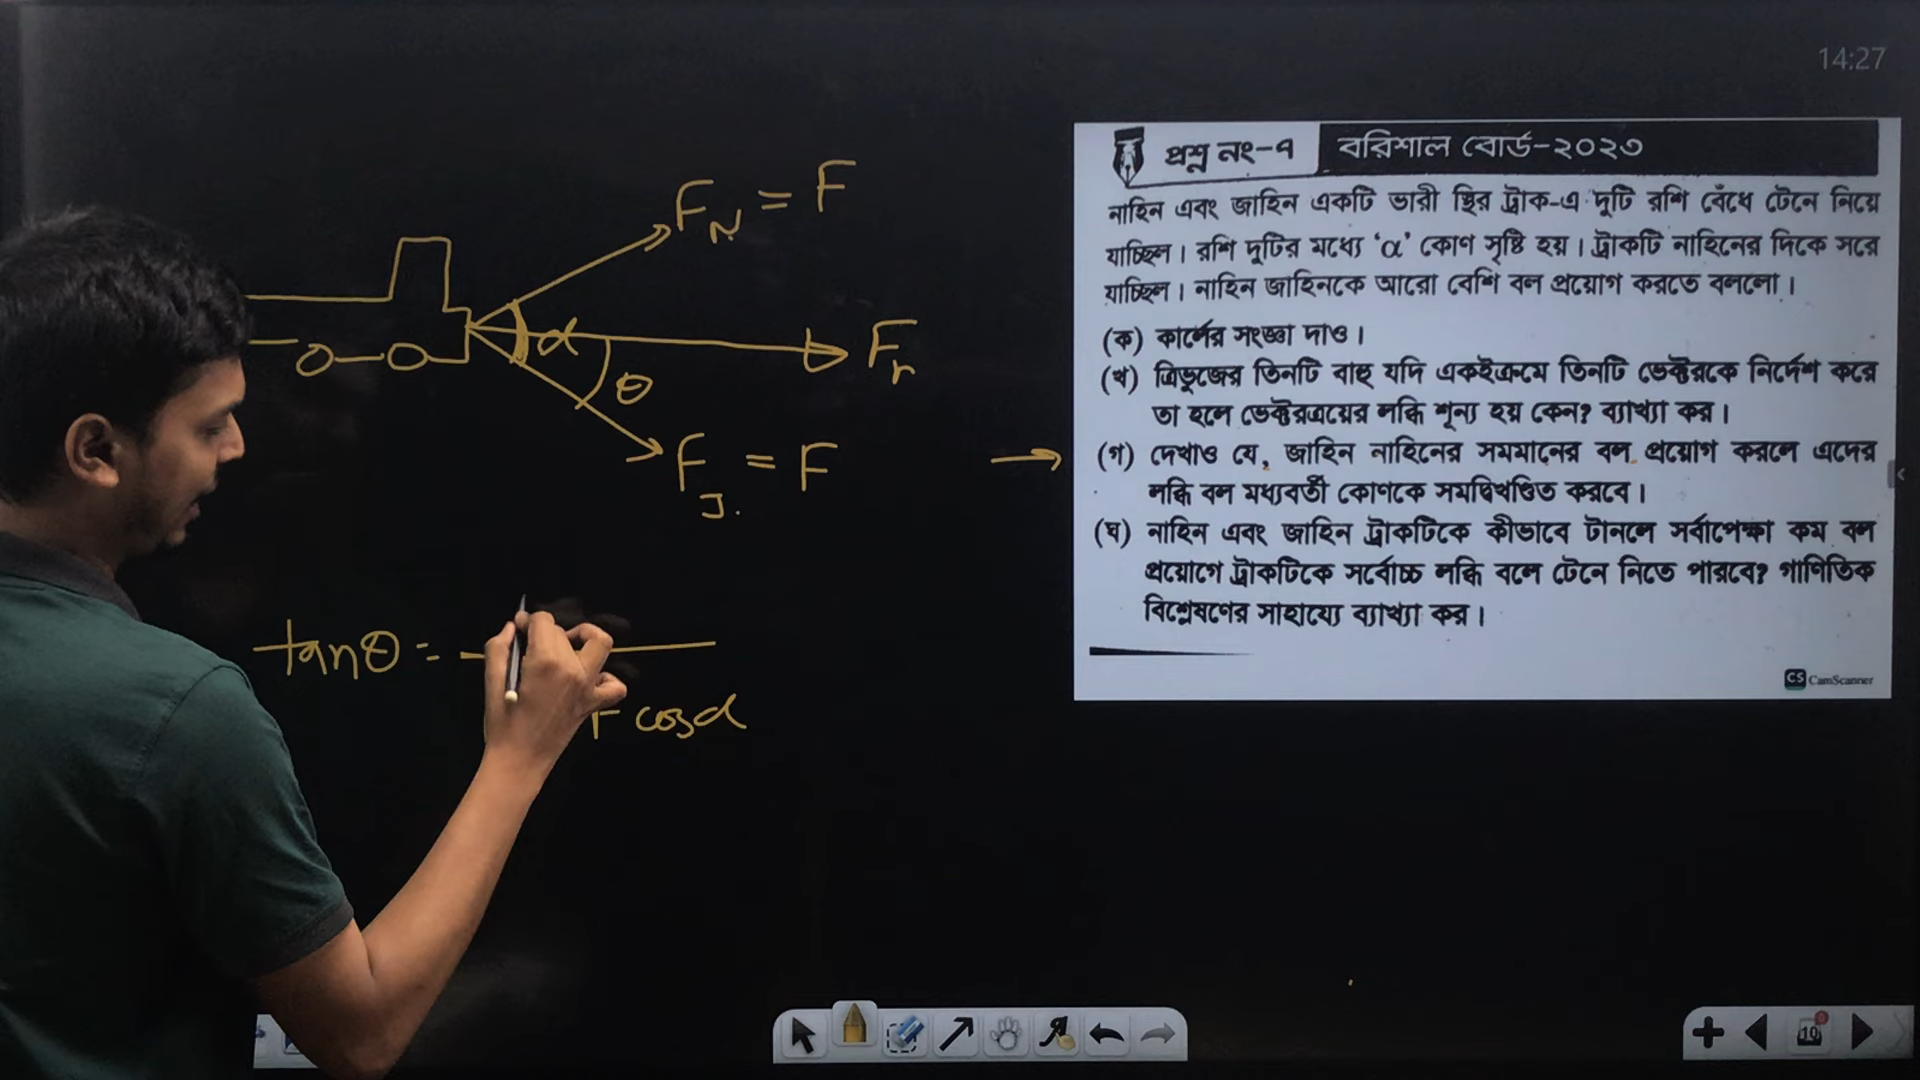 14:27
প্রশ্ন নং-৭ বরিশাল বোর্ড-২০২৩
নাহিন এবং জাহিন একটি ভারী স্থির ট্রাক-এ দুটি রশি বেঁধে টেনে নিয়ে
যাচ্ছিল। রশি দুটির মধ্যে ‘α’ কোণ সৃষ্টি হয়। ট্রাকটি নাহিনের দিকে সরে
যাচ্ছিল। নাহিন জাহিনকে আরো বেশি বল প্রয়োগ করতে বললো।
(ক) কার্লের সংজ্ঞা দাও।
(খ) ত্রিভুজের তিনটি বাহু যদি একইক্রমে তিনটি ভেক্টরকে নির্দেশ করে
তা হলে ভেক্টরত্রয়ের লব্ধি শূন্য হয় কেন? ব্যাখ্যা কর।
(গ) দেখাও যে, জাহিন নাহিনের সমমানের বল প্রয়োগ করলে এদের
লব্ধি বল মধ্যবর্তী কোণকে সমদ্বিখণ্ডিত করবে।
(ঘ) নাহিন এবং জাহিন ট্রাকটিকে কীভাবে টানলে সর্বাপেক্ষা কম বল
প্রয়োগে ট্রাকটিকে সর্বোচ্চ লব্ধি বলে টেনে নিতে পারবে? গাণিতিক
বিশ্লেষণের সাহায্যে ব্যাখ্যা কর।
CS CamScanner
F_N = F
α
F_r
θ
F_J. = F
tanθ =
F cosα
10